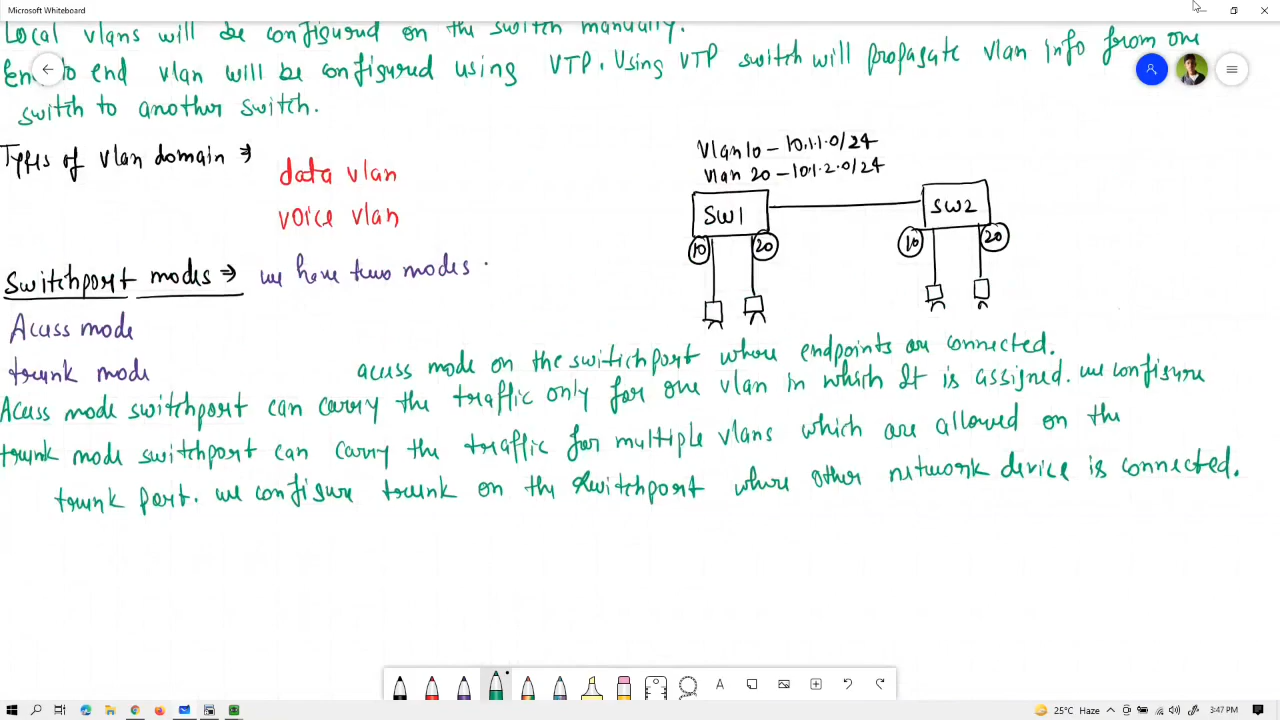 Microsoft Whiteboard
Local vlans will be configured on the switch manually.
End to end vlan will be configured using VTP. Using VTP switch will propagate vlan info from one
switch to another switch.
Types of vlan domain →
data vlan
voice vlan
Vlan 10 - 10.1.1.0/24
vlan 20 - 10.1.2.0/24
SW1
SW2
10 20
10 20
Switchport modes → we have two modes.
Access mode
trunk mode
access mode on the switichport where endpoints are connected.
Access mode switchport can carry the traffic only for one vlan in which It is assigned. we configure
trunk mode switchport can carry the traffic for multiple vlans which are allowed on the
trunk port. we configure trunk on the switchport where other network device is connected.
A
25°C Haze
3:47 PM